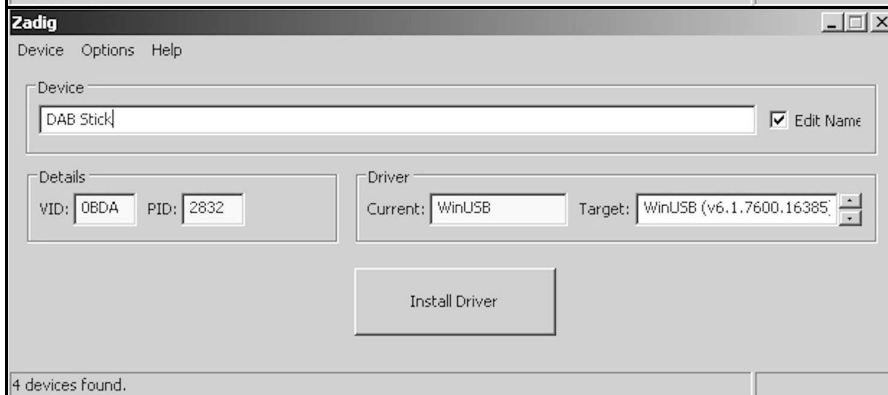 Zadig
Device Options Help
Device
DAB Stick
Edit Name
Details
VID: 0BDA PID: 2832
Driver
Current: WinUSB Target: WinUSB (v6.1.7600.16385)
Install Driver
4 devices found.